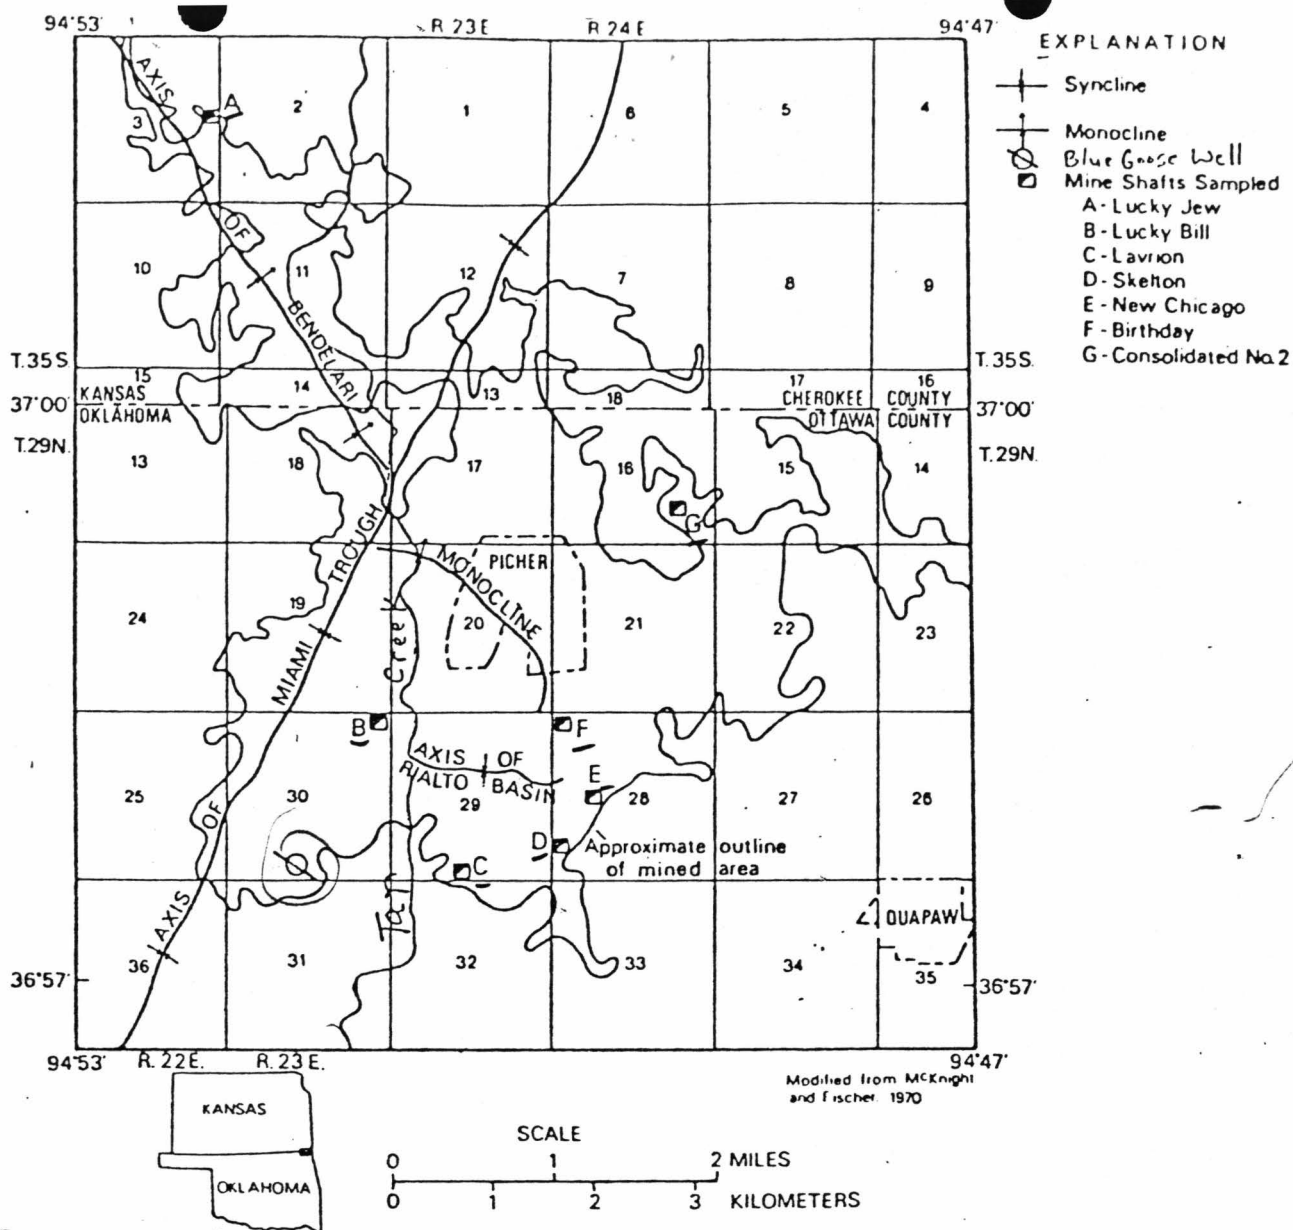 94°53'
R. 23 E
R 24 E
94°47'
EXPLANATION
Syncline
Monocline
Blue Goose Well
Mine Shafts Sampled
A - Lucky Jew
B - Lucky Bill
C - Lavrion
D - Skelton
E - New Chicago
F - Birthday
G - Consolidated No. 2
AXIS OF BENDELARI MONOCLINE
A
3
2
1
6
5
4
10
11
12
7
8
9
T. 35 S.
T. 35 S.
15
14
13
18
17
16
KANSAS
CHEROKEE COUNTY
37°00'
37°00'
OKLAHOMA
OTTAWA COUNTY
T. 29 N.
T. 29 N.
13
18
17
16
15
14
G
PICHER
AXIS OF MIAMI TROUGH
24
19
20
21
22
23
Tar Creek
B
F
AXIS OF
RIALTO BASIN
E
25
30
29
28
27
26
D
C
Approximate outline
of mined area
QUAPAW
36
31
32
33
34
35
36°57'
36°57'
94°53'
R. 22 E.
R. 23 E.
94°47'
Modified from McKnight
and Fischer. 1970
KANSAS
OKLAHOMA
SCALE
0 1 2 MILES
0 1 2 3 KILOMETERS